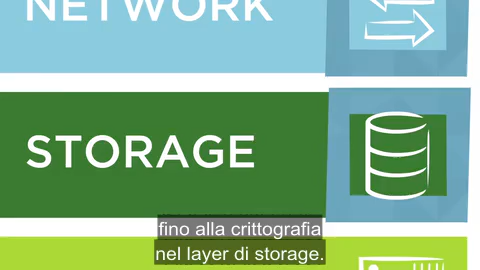 NETWORK
STORAGE
fino alla crittografia
nel layer di storage.